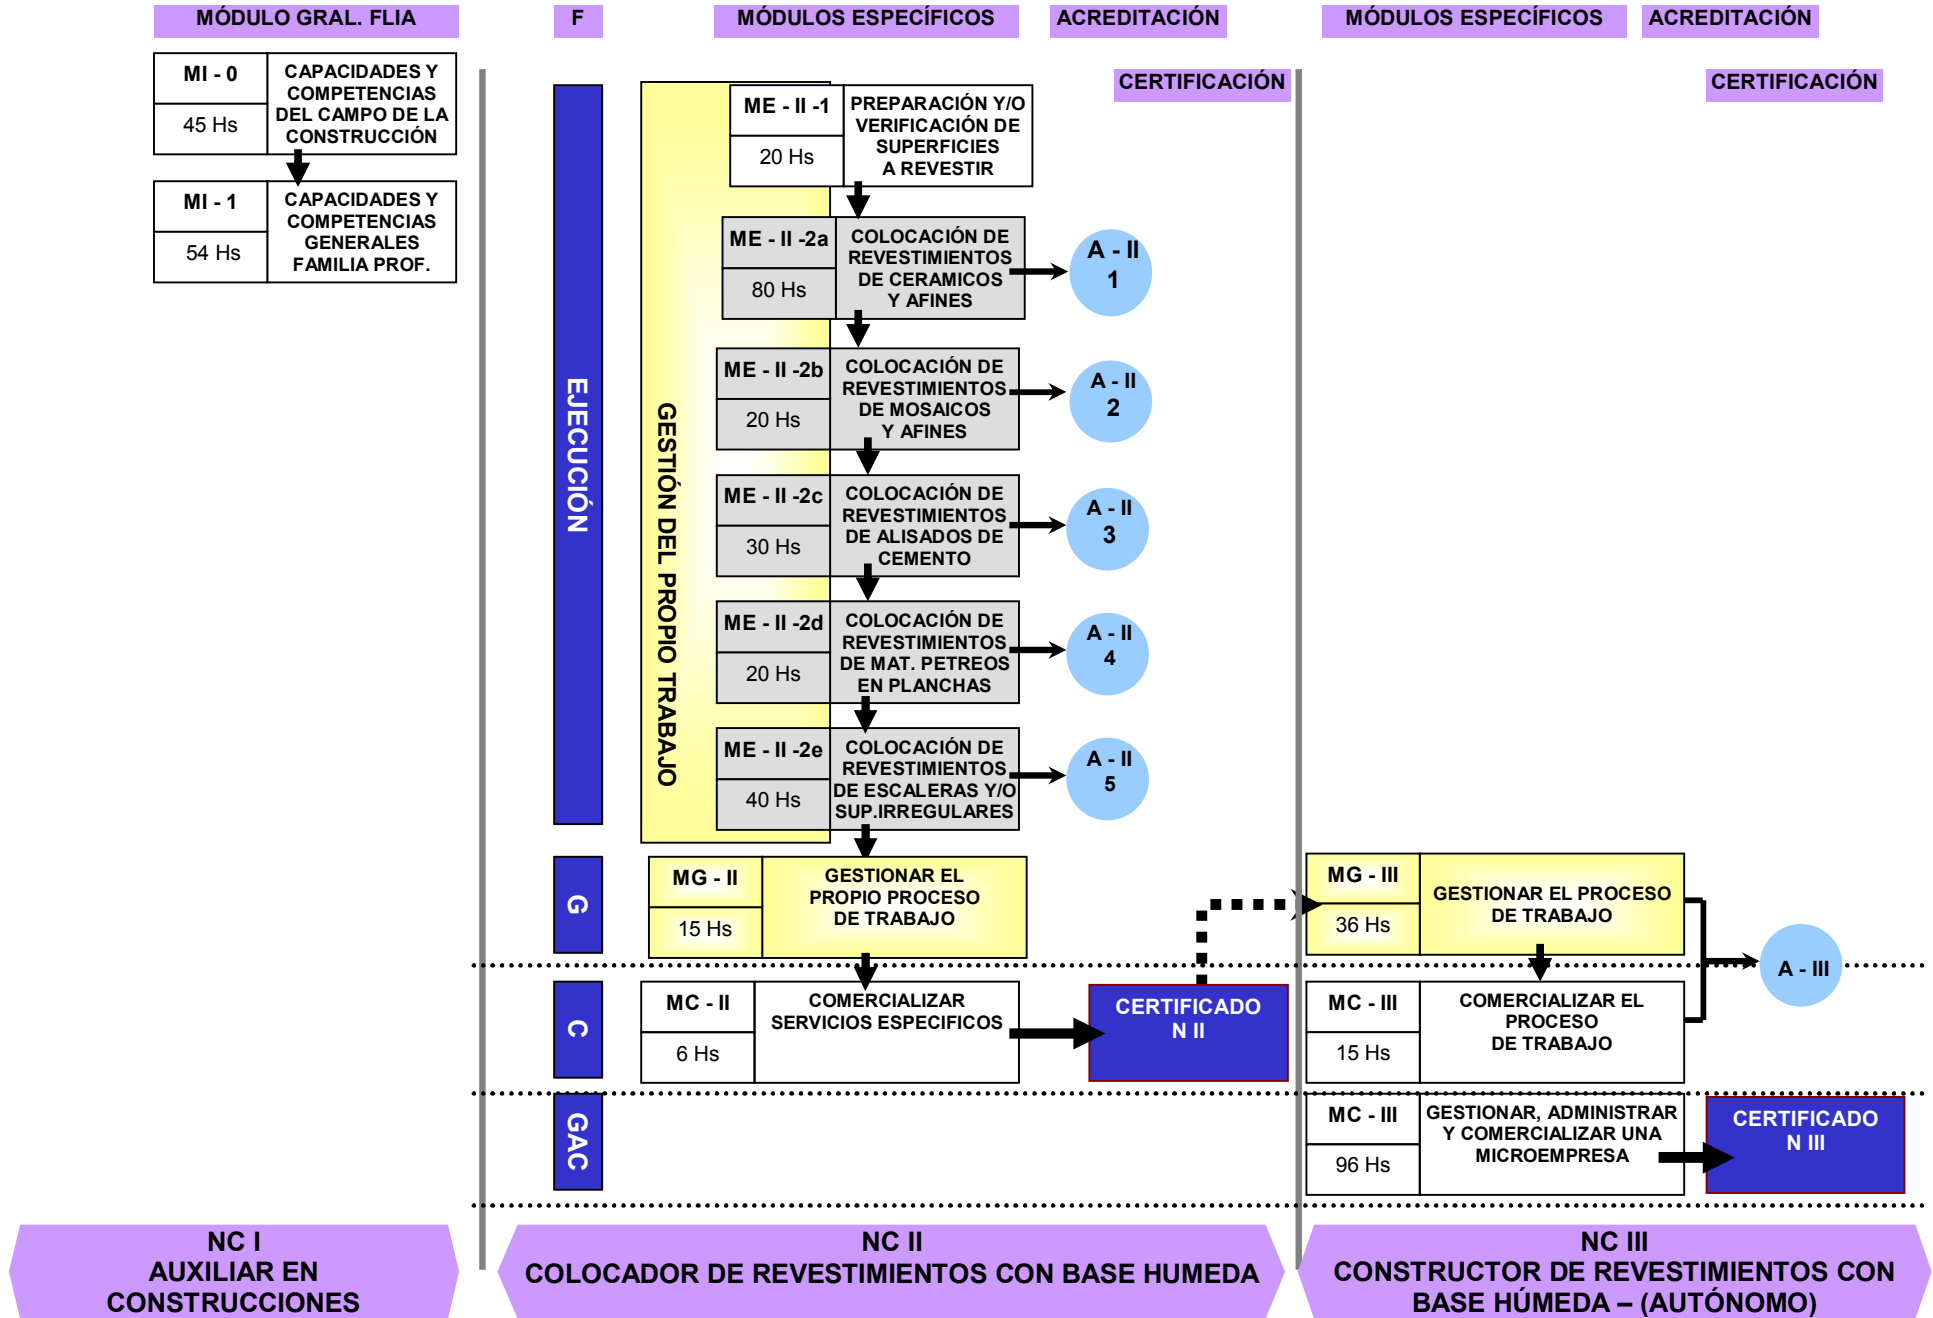 MÓDULO GRAL. FLIA
F
MÓDULOS ESPECÍFICOS
ACREDITACIÓN
MÓDULOS ESPECÍFICOS
ACREDITACIÓN
CERTIFICACIÓN
CERTIFICACIÓN
MI - 0
45 Hs
CAPACIDADES Y
COMPETENCIAS
DEL CAMPO DE LA
CONSTRUCCIÓN
MI - 1
54 Hs
CAPACIDADES Y
COMPETENCIAS
GENERALES
FAMILIA PROF.
EJECUCIÓN
GESTIÓN DEL PROPIO TRABAJO
ME - II -1
20 Hs
PREPARACIÓN Y/O
VERIFICACIÓN DE
SUPERFICIES
A REVESTIR
ME - II -2a
80 Hs
COLOCACIÓN DE
REVESTIMIENTOS
DE CERAMICOS
Y AFINES
A - II
1
ME - II -2b
20 Hs
COLOCACIÓN DE
REVESTIMIENTOS
DE MOSAICOS
Y AFINES
A - II
2
ME - II -2c
30 Hs
COLOCACIÓN DE
REVESTIMIENTOS
DE ALISADOS DE
CEMENTO
A - II
3
ME - II -2d
20 Hs
COLOCACIÓN DE
REVESTIMIENTOS
DE MAT. PETREOS
EN PLANCHAS
A - II
4
ME - II -2e
40 Hs
COLOCACIÓN DE
REVESTIMIENTOS
DE ESCALERAS Y/O
SUP.IRREGULARES
A - II
5
G
MG - II
15 Hs
GESTIONAR EL
PROPIO PROCESO
DE TRABAJO
MG - III
36 Hs
GESTIONAR EL PROCESO
DE TRABAJO
A - III
C
MC - II
6 Hs
COMERCIALIZAR
SERVICIOS ESPECIFICOS
CERTIFICADO
N II
MC - III
15 Hs
COMERCIALIZAR EL
PROCESO
DE TRABAJO
GAC
MC - III
96 Hs
GESTIONAR, ADMINISTRAR
Y COMERCIALIZAR UNA
MICROEMPRESA
CERTIFICADO
N III
NC I
AUXILIAR EN
CONSTRUCCIONES
NC II
COLOCADOR DE REVESTIMIENTOS CON BASE HUMEDA
NC III
CONSTRUCTOR DE REVESTIMIENTOS CON
BASE HÚMEDA – (AUTÓNOMO)